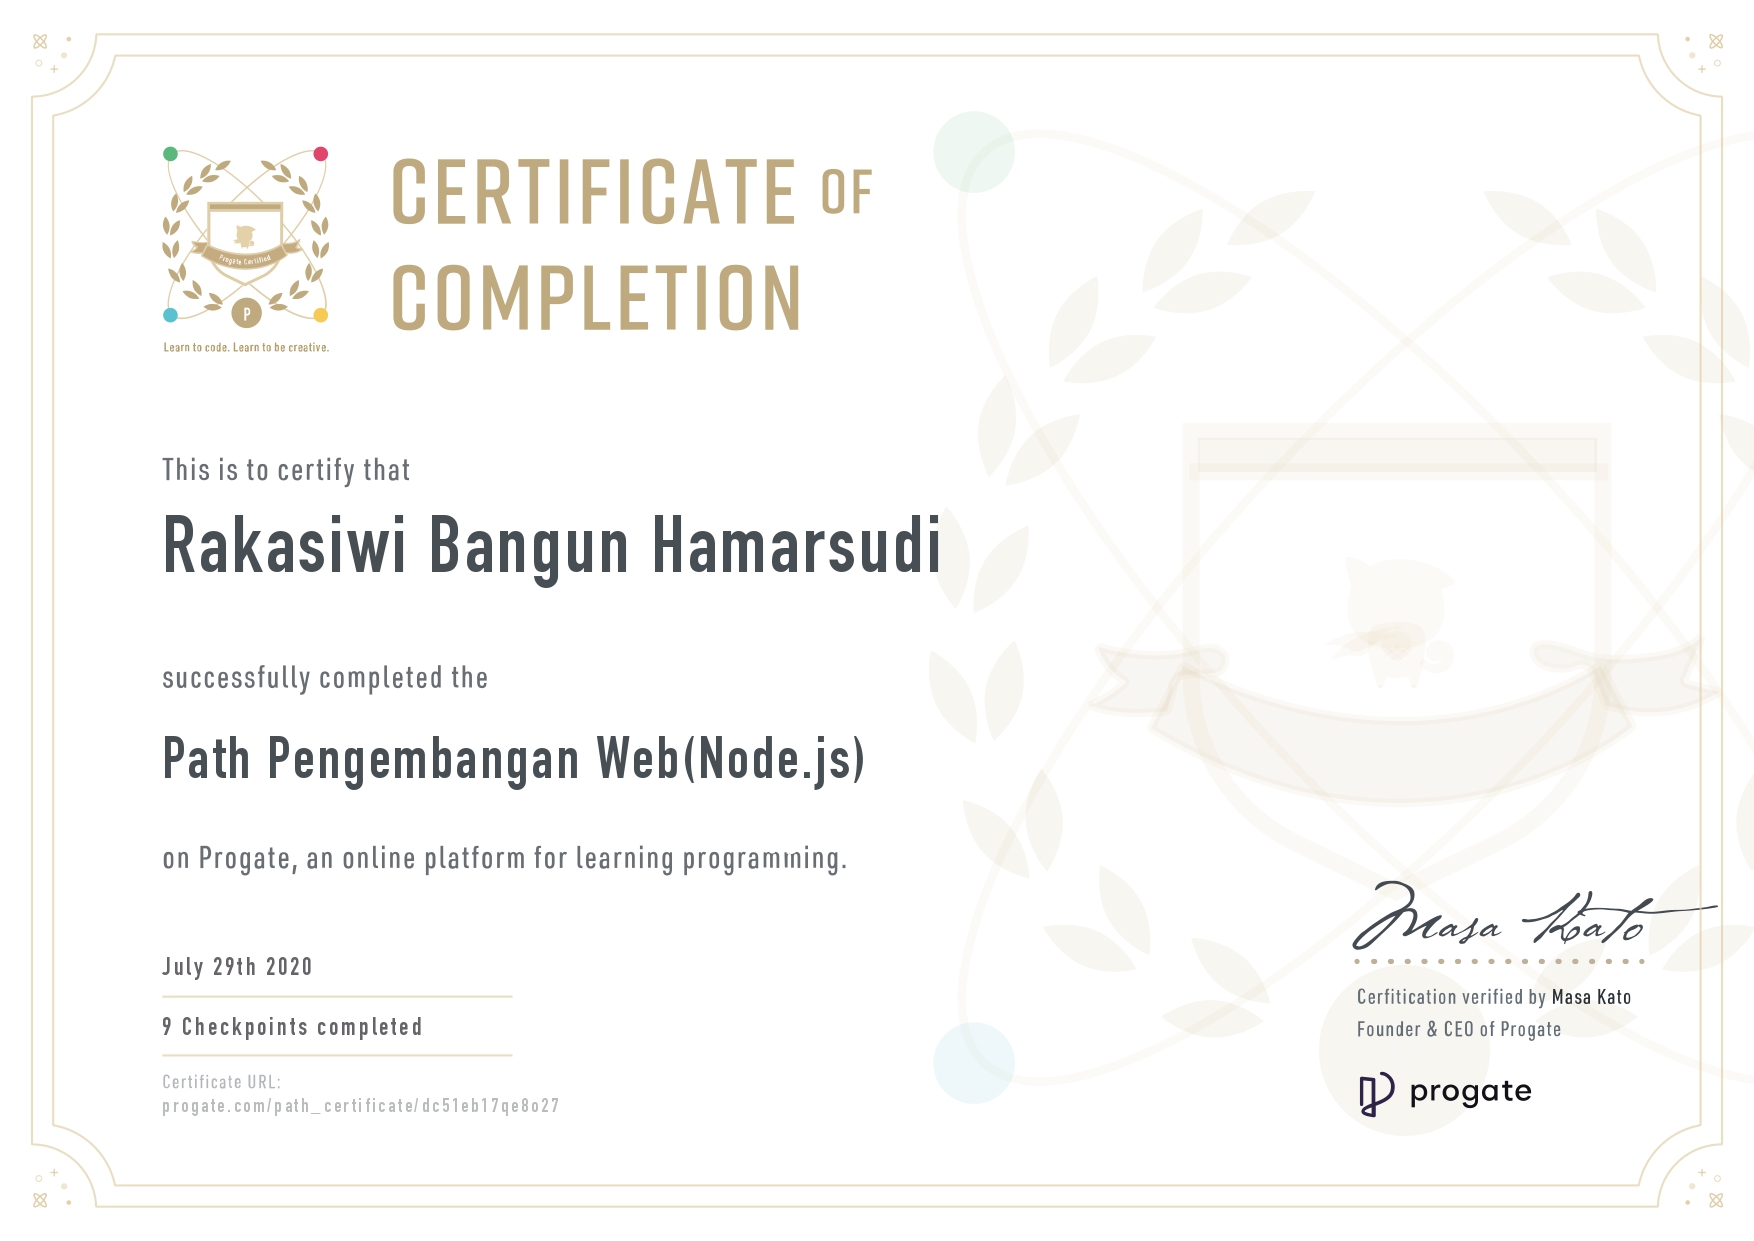 CERTIFICATE OF
COMPLETION
Progate Certified
P
Learn to code. Learn to be creative.
This is to certify that
Rakasiwi Bangun Hamarsudi
successfully completed the
Path Pengembangan Web(Node.js)
on Progate, an online platform for learning programming.
July 29th 2020
9 Checkpoints completed
Certificate URL:
progate.com/path_certificate/dc51eb17qe8o27
Masa Kato
Cerfitication verified by Masa Kato
Founder & CEO of Progate
progate